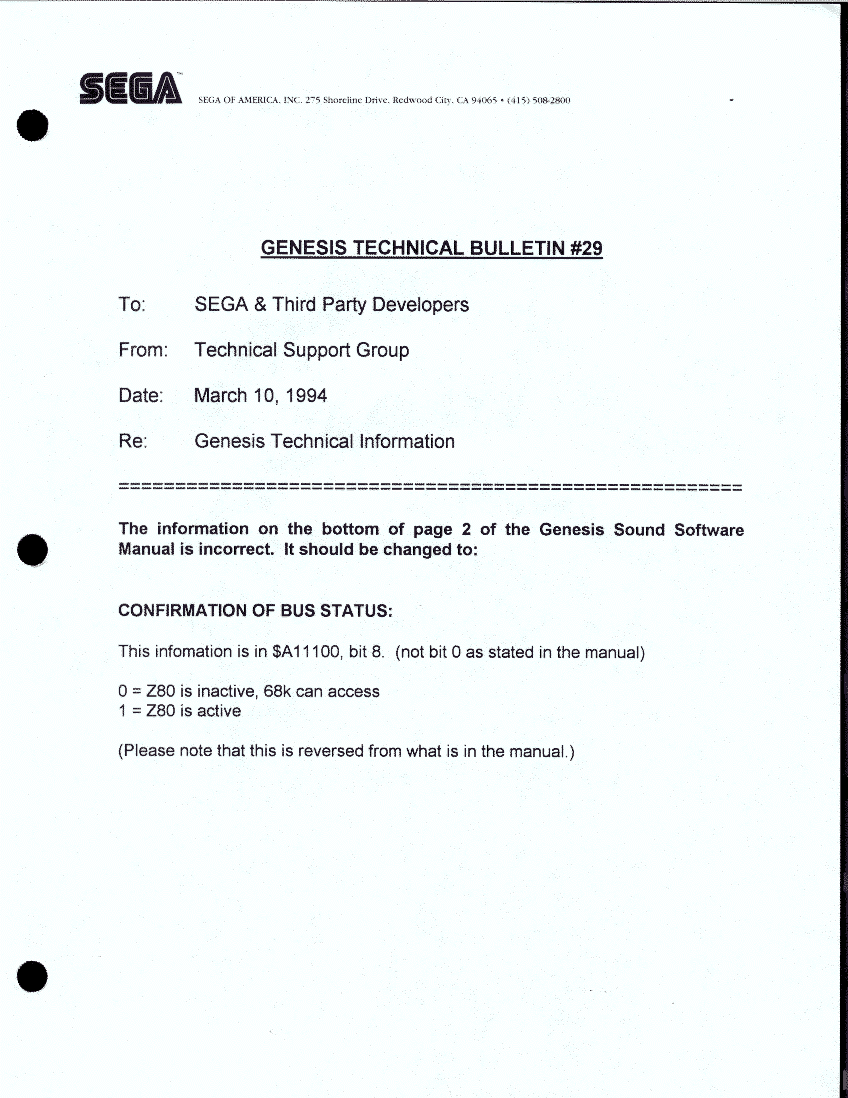 SEGA™
SEGA OF AMERICA, INC. 275 Shoreline Drive, Redwood City, CA 94065 • (415) 508-2800
GENESIS TECHNICAL BULLETIN #29
To: SEGA & Third Party Developers
From: Technical Support Group
Date: March 10, 1994
Re: Genesis Technical Information
=======================================================
The information on the bottom of page 2 of the Genesis Sound Software
Manual is incorrect. It should be changed to:
CONFIRMATION OF BUS STATUS:
This infomation is in $A11100, bit 8. (not bit 0 as stated in the manual)
0 = Z80 is inactive, 68k can access
1 = Z80 is active
(Please note that this is reversed from what is in the manual.)